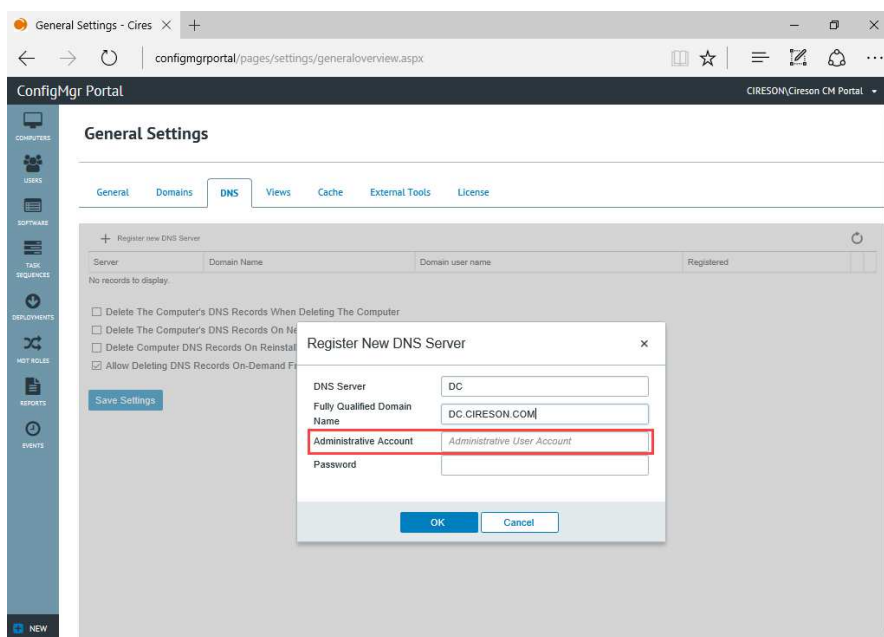 General Settings - Cires
configmgrportal/pages/settings/generaloverview.aspx
ConfigMgr Portal
CIRESON\Cireson CM Portal
COMPUTERS
USERS
SOFTWARE
TASK
SEQUENCES
DEPLOYMENTS
MDT ROLES
REPORTS
EVENTS
NEW
General Settings
General Domains DNS Views Cache External Tools License
Register new DNS Server
Server Domain Name Domain user name Registered
No records to display.
Delete The Computer's DNS Records When Deleting The Computer
Delete The Computer's DNS Records On Ne
Delete Computer DNS Records On Reinstal
Allow Deleting DNS Records On-Demand Fr
Save Settings
Register New DNS Server
DNS Server DC
Fully Qualified Domain
Name
DC.CIRESON.COM
Administrative Account Administrative User Account
Password
OK Cancel